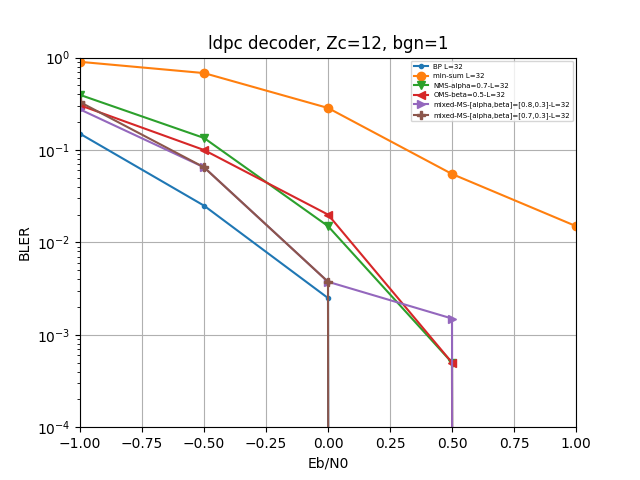 ldpc decoder, Zc=12, bgn=1
BP L=32
min-sum L=32
NMS-alpha=0.7-L=32
OMS-beta=0.5-L=32
mixed-MS-[alpha,beta]=[0.8,0.3]-L=32
mixed-MS-[alpha,beta]=[0.7,0.3]-L=32
BLER
10⁰
10⁻¹
10⁻²
10⁻³
10⁻⁴
−1.00 −0.75 −0.50 −0.25 0.00 0.25 0.50 0.75 1.00
Eb/N0